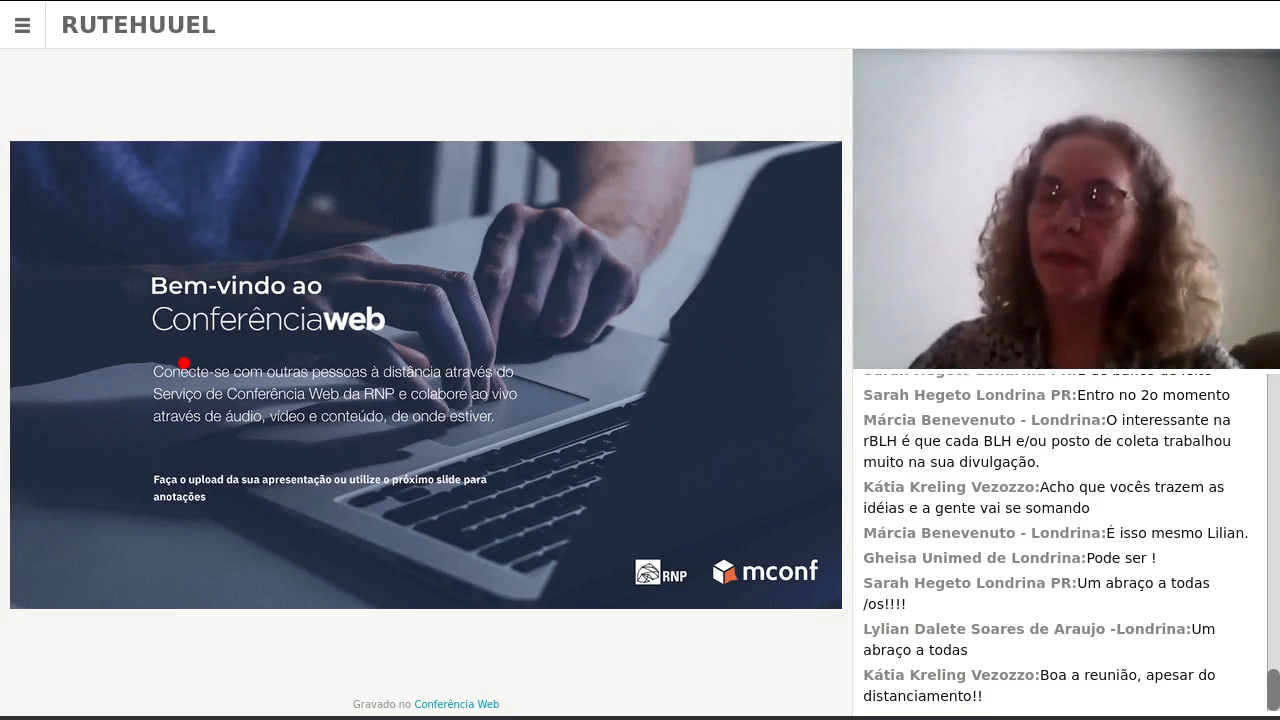 RUTEHUUEL
Bem-vindo ao
Conferênciaweb
Conecte-se com outras pessoas à distância através do
Serviço de Conferência Web da RNP e colabore ao vivo
através de áudio, vídeo e conteúdo, de onde estiver.
Faça o upload da sua apresentação ou utilize o próximo slide para
anotações
RNP
mconf
Gravado no Conferência Web
Sarah Hegeto Londrina PR:Entro no 2o momento
Márcia Benevenuto - Londrina:O interessante na
rBLH é que cada BLH e/ou posto de coleta trabalhou
muito na sua divulgação.
Kátia Kreling Vezozzo:Acho que vocês trazem as
idéias e a gente vai se somando
Márcia Benevenuto - Londrina:É isso mesmo Lilian.
Gheisa Unimed de Londrina:Pode ser !
Sarah Hegeto Londrina PR:Um abraço a todas
/os!!!!
Lylian Dalete Soares de Araujo -Londrina:Um
abraço a todas
Kátia Kreling Vezozzo:Boa a reunião, apesar do
distanciamento!!